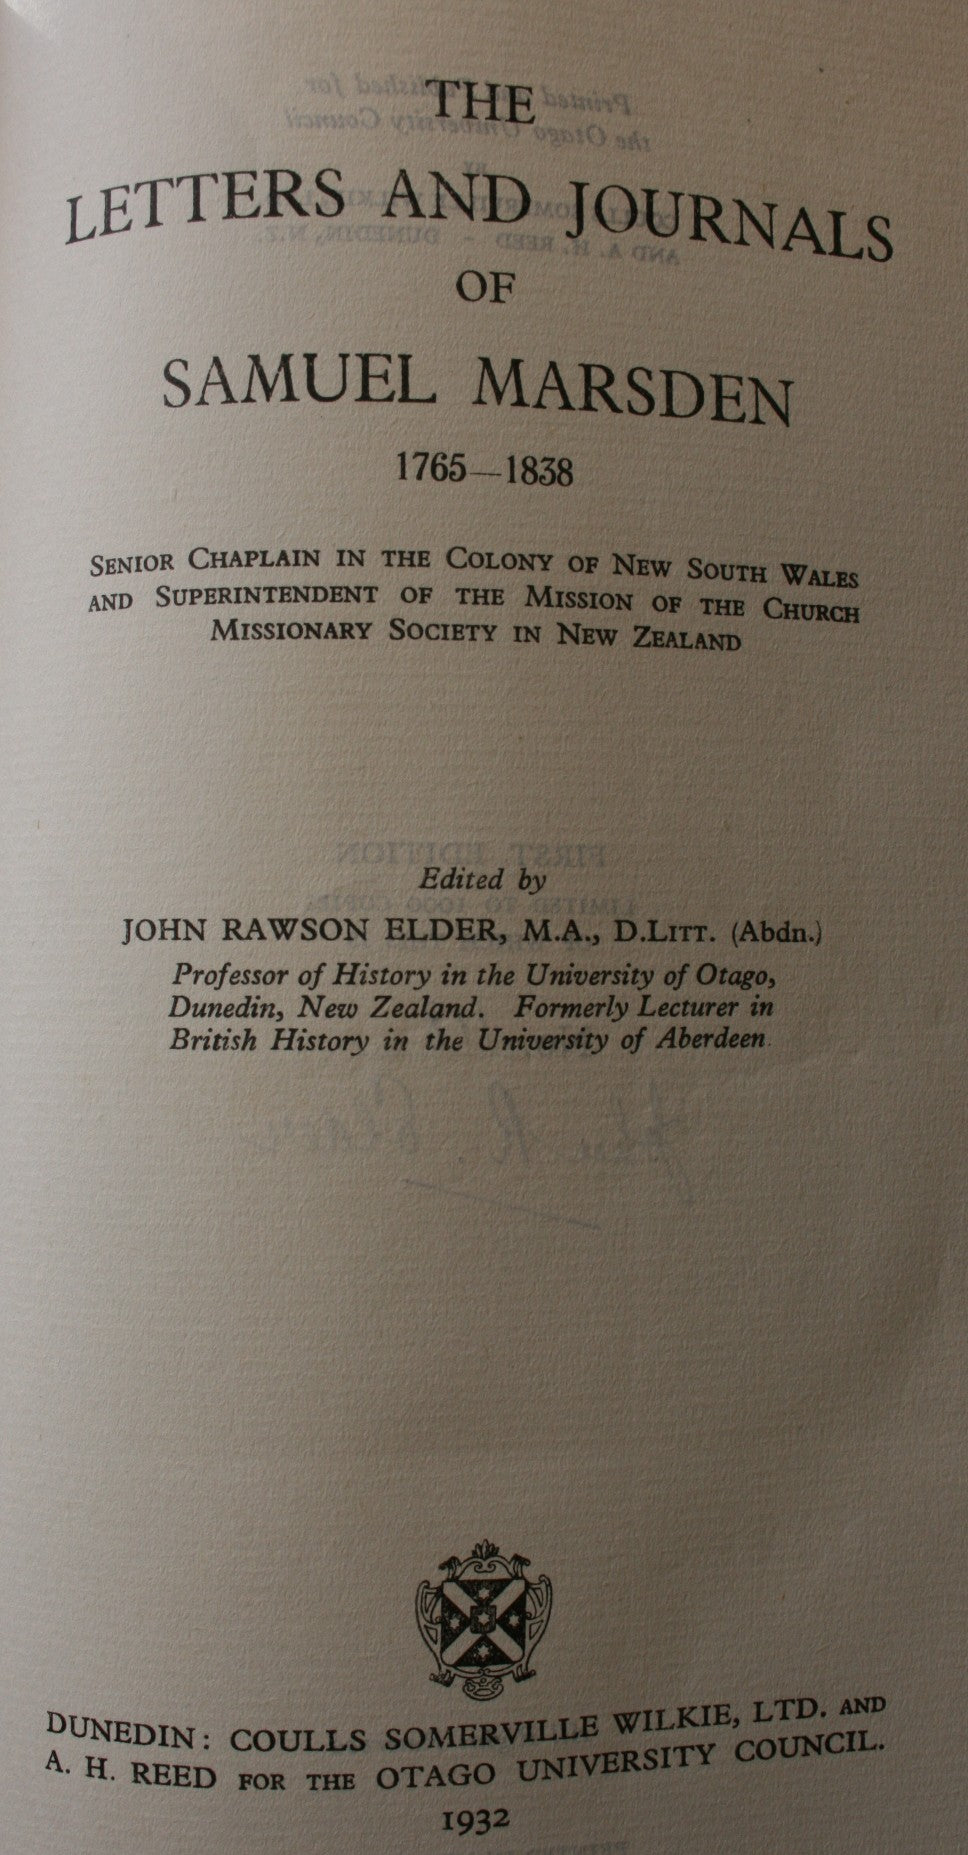 THE
LETTERS AND JOURNALS
OF
SAMUEL MARSDEN
1765—1838
SENIOR CHAPLAIN IN THE COLONY OF NEW SOUTH WALES
AND SUPERINTENDENT OF THE MISSION OF THE CHURCH
MISSIONARY SOCIETY IN NEW ZEALAND
Edited by
JOHN RAWSON ELDER, M.A., D.LITT. (Abdn.)
Professor of History in the University of Otago,
Dunedin, New Zealand. Formerly Lecturer in
British History in the University of Aberdeen.
DUNEDIN: COULLS SOMERVILLE WILKIE, LTD. AND
A. H. REED FOR THE OTAGO UNIVERSITY COUNCIL.
1932